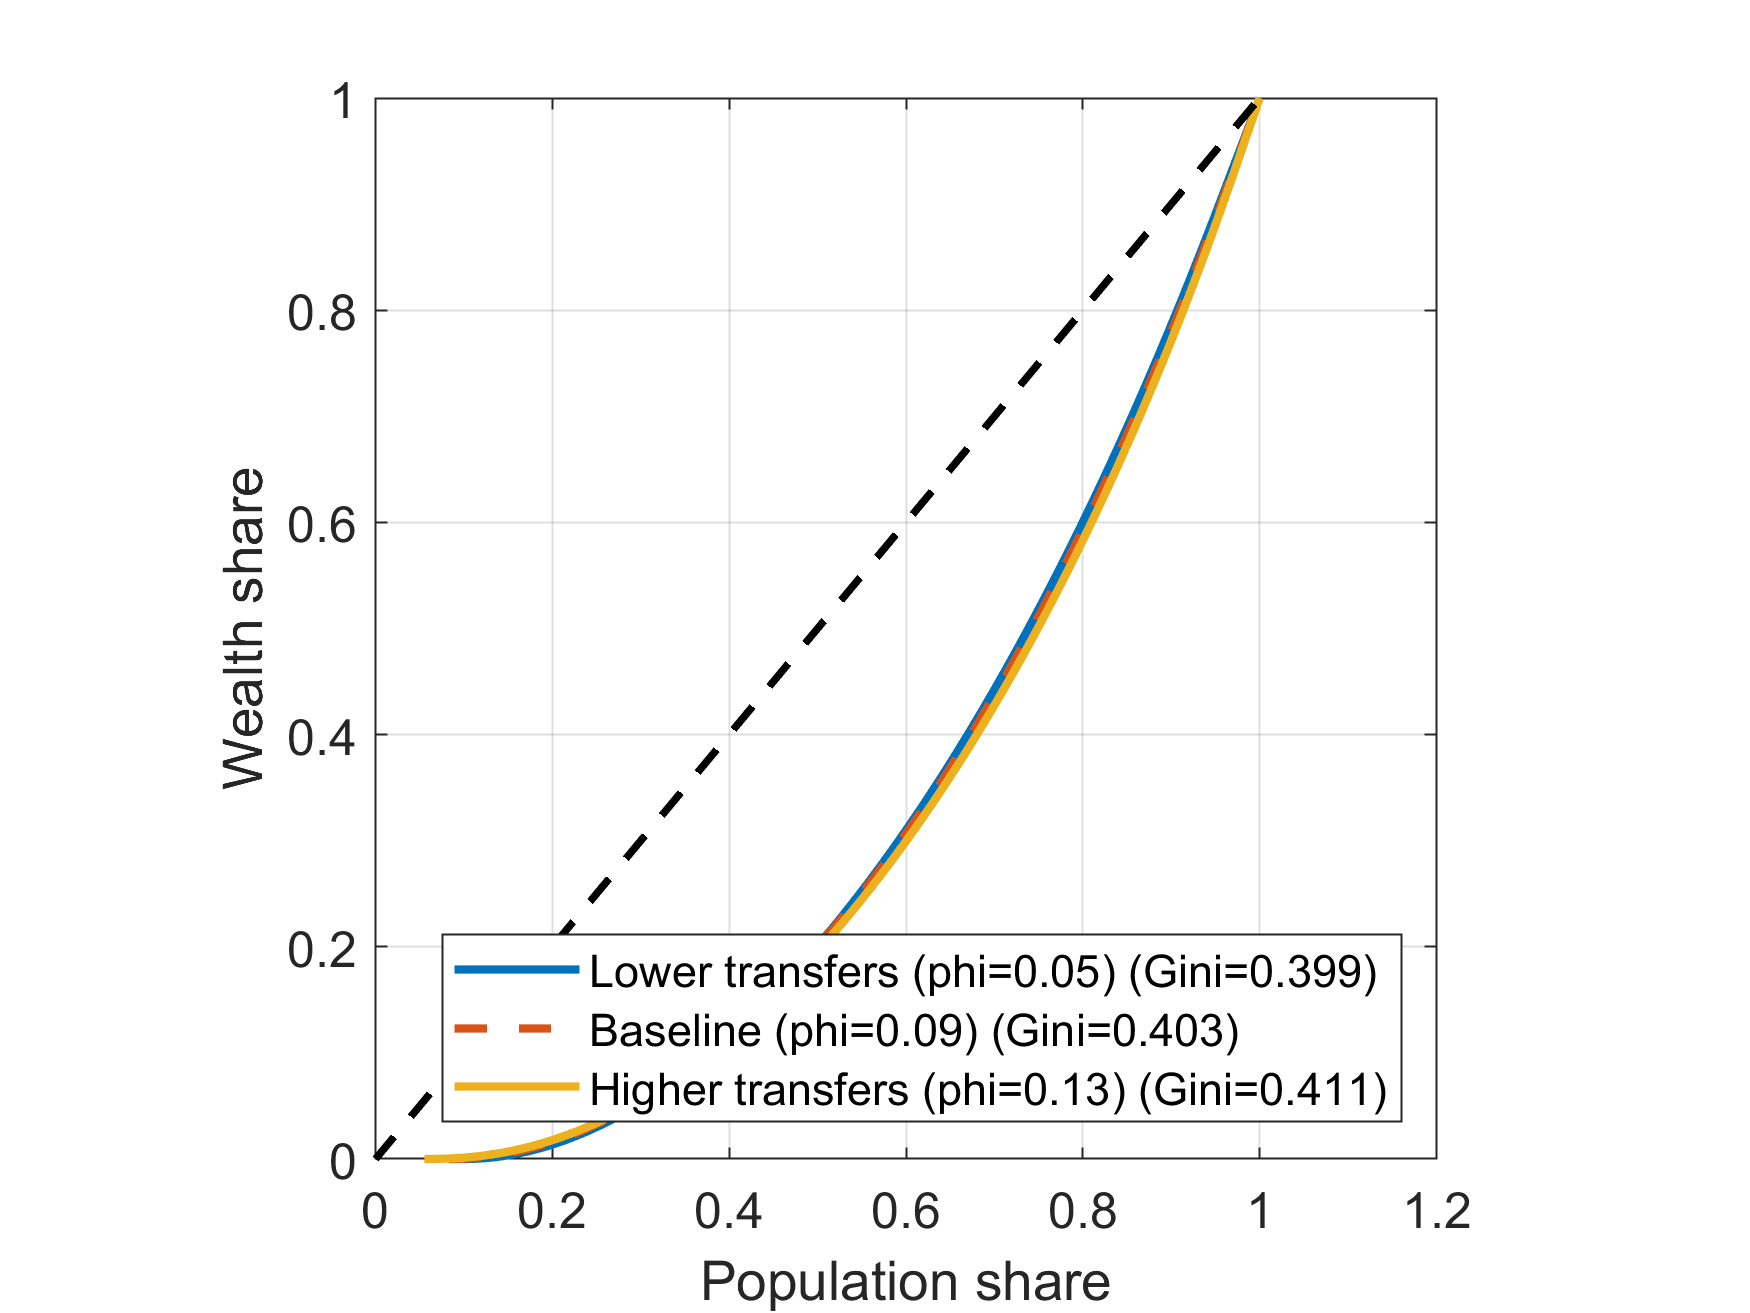 1
0.8
0.6
0.4
0.2
0
Wealth share
Lower transfers (phi=0.05) (Gini=0.399)
Baseline (phi=0.09) (Gini=0.403)
Higher transfers (phi=0.13) (Gini=0.411)
0 0.2 0.4 0.6 0.8 1 1.2
Population share